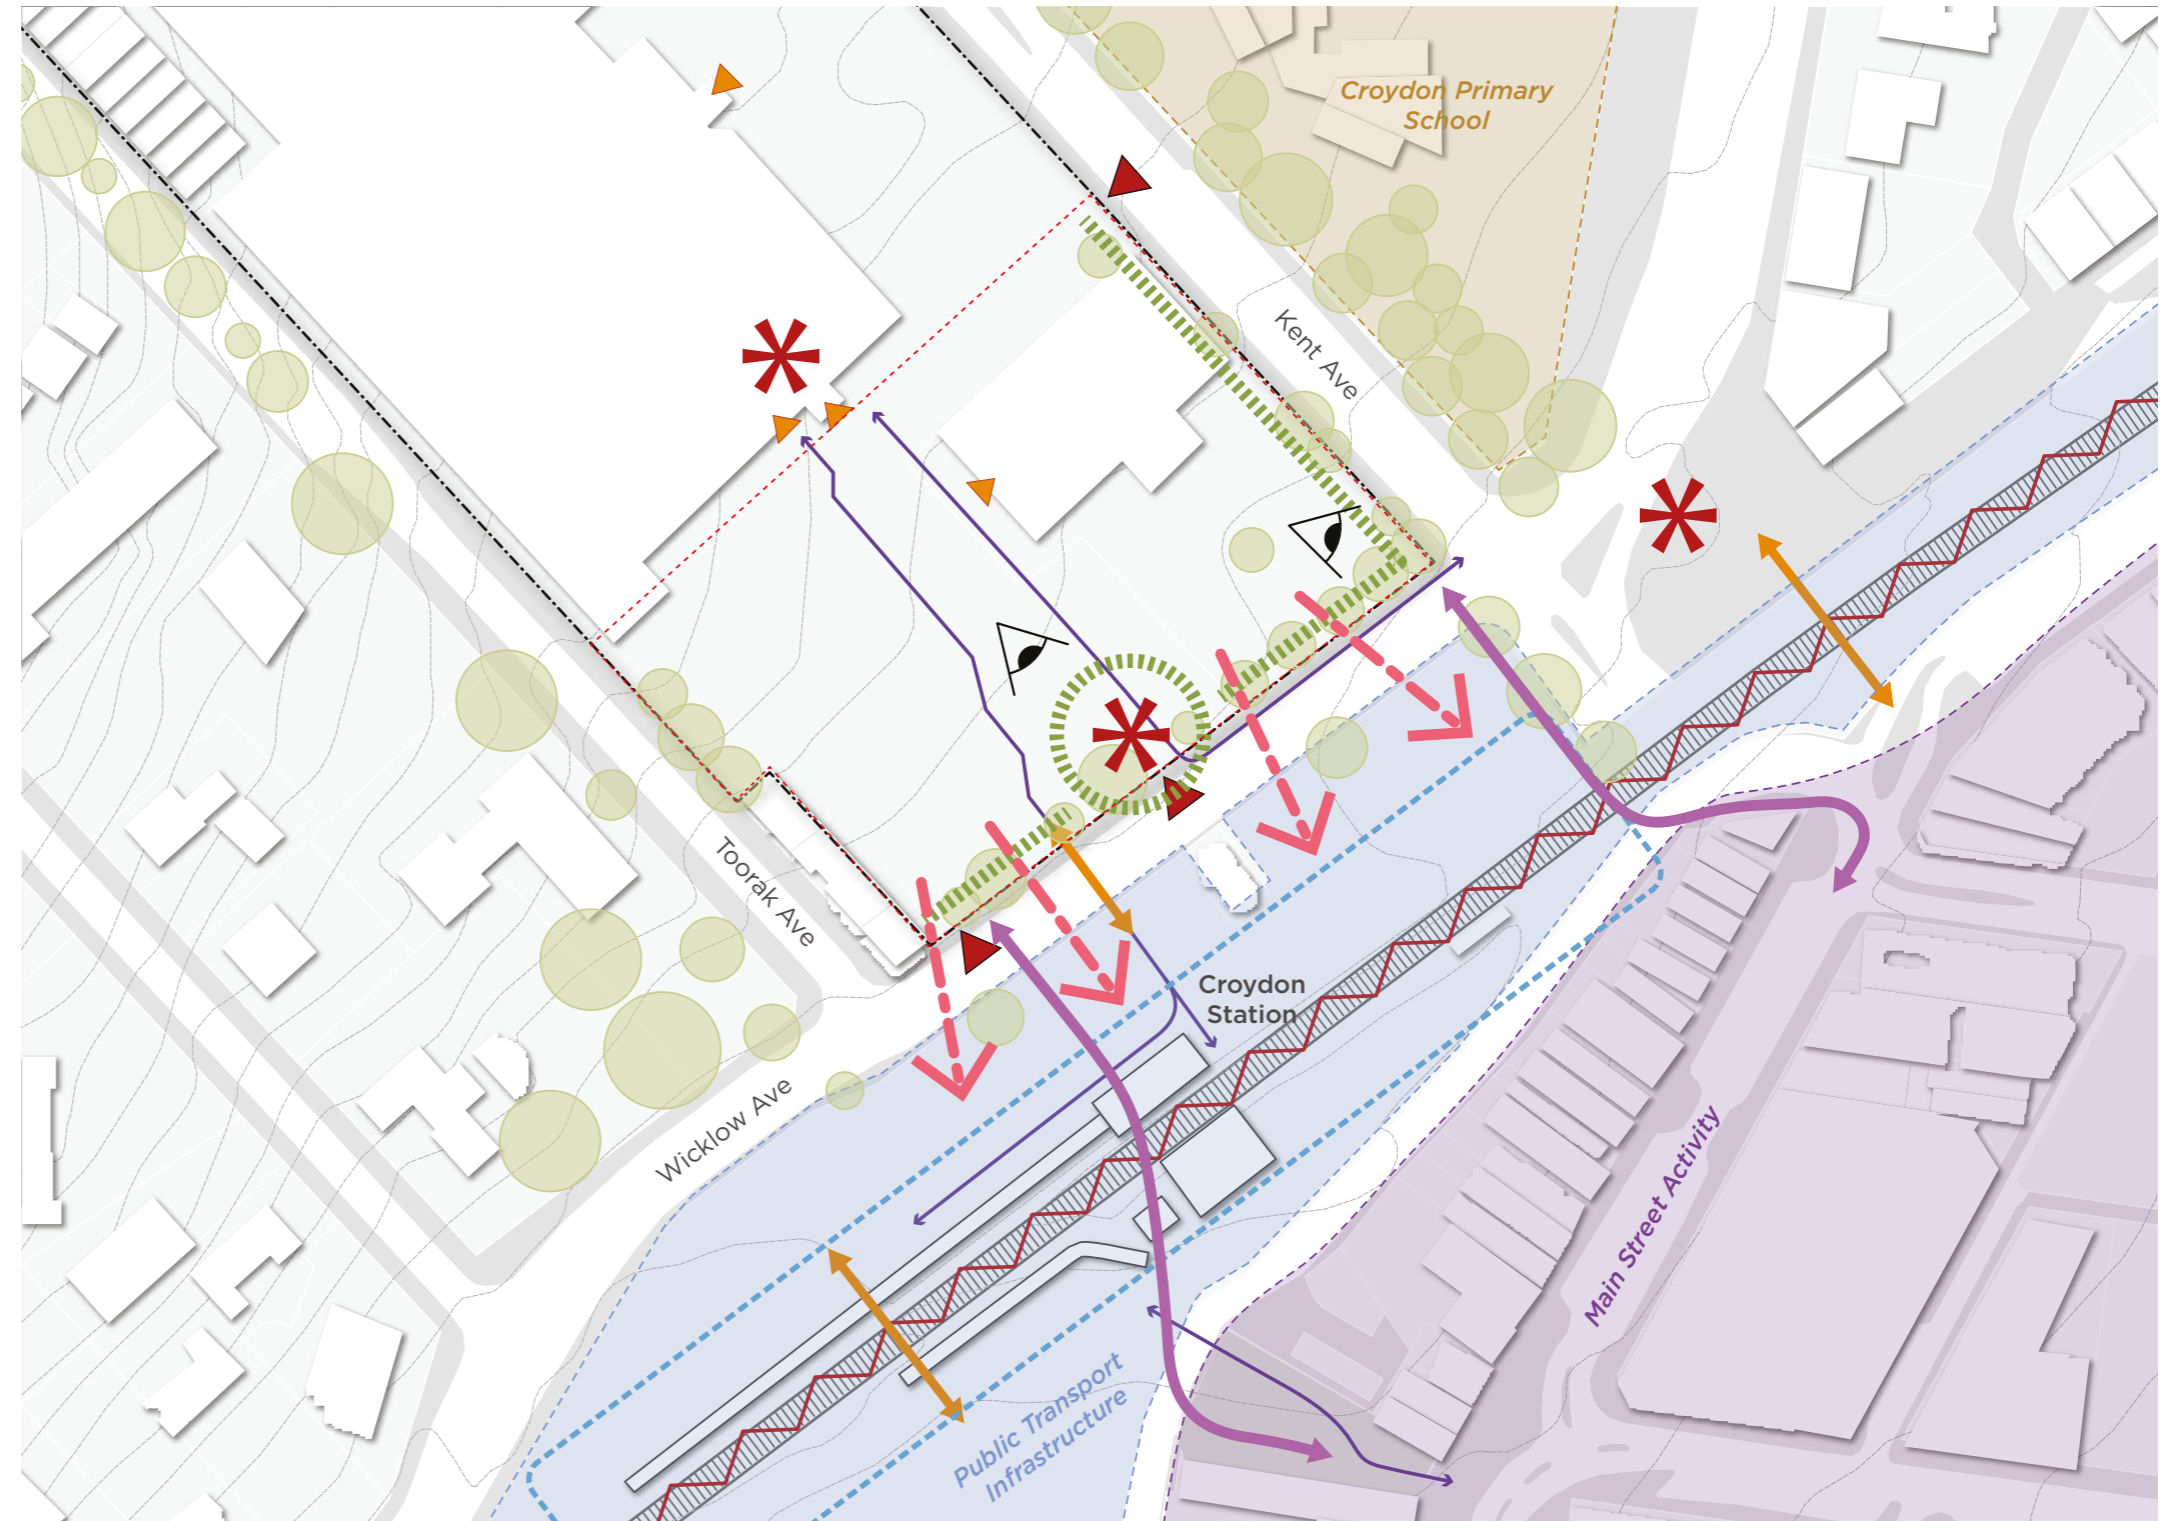 Croydon Primary
School
Kent Ave
Toorak Ave
Croydon
Station
Wicklow Ave
Main Street Activity
Public Transport
Infrastructure